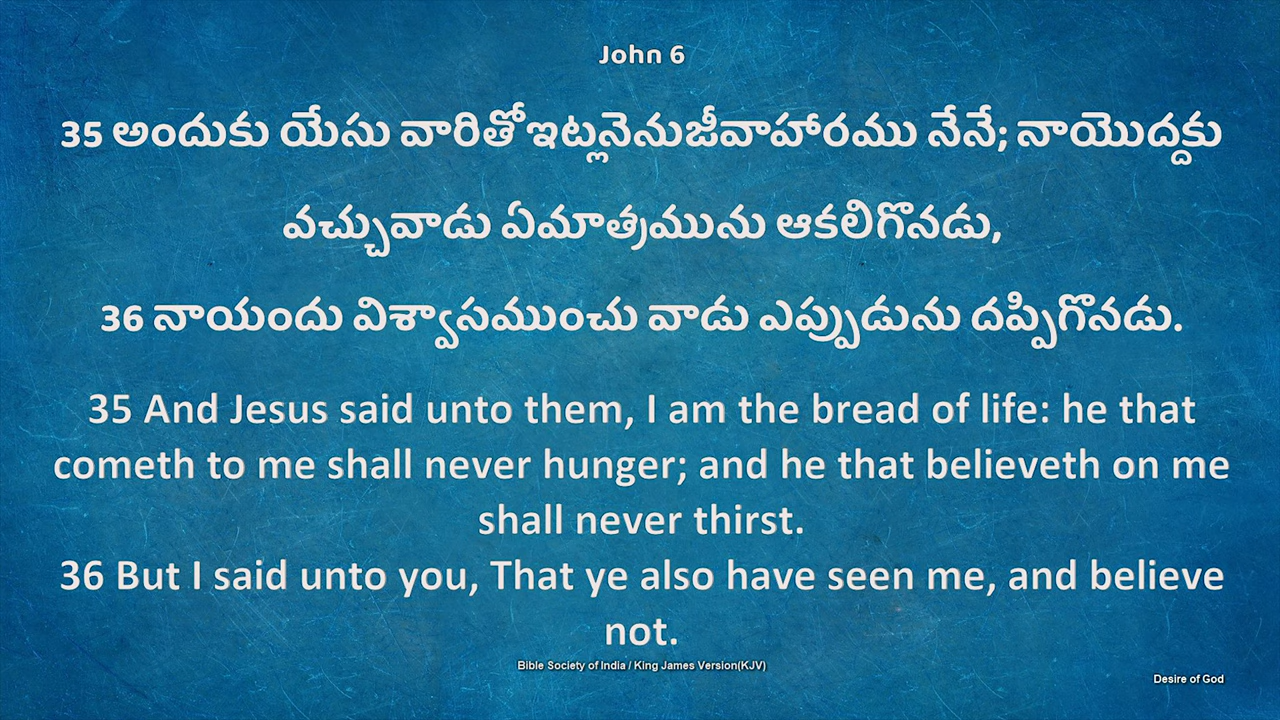 John 6
35 అందుకు యేసు వారితోఇట్లనెనుజీవాహారము నేనే; నాయొద్దకు
వచ్చువాడు ఏమాత్రమును ఆకలిగొనడు,
36 నాయందు విశ్వాసముంచు వాడు ఎప్పుడును దప్పిగొనడు.
35 And Jesus said unto them, I am the bread of life: he that
cometh to me shall never hunger; and he that believeth on me
shall never thirst.
36 But I said unto you, That ye also have seen me, and believe
not.
Bible Society of India / King James Version(KJV)
Desire of God